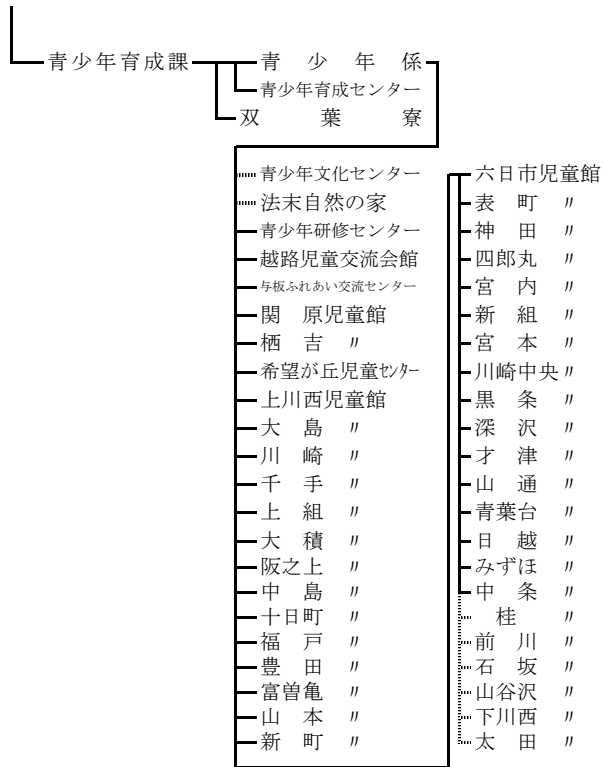 青少年育成課
青少年係
青少年育成センター
双葉寮
青少年文化センター
法末自然の家
青少年研修センター
越路児童交流会館
与板ふれあい交流センター
関原児童館
栖吉 〃
希望が丘児童センター
上川西児童館
大島 〃
川崎 〃
千手 〃
上組 〃
大積 〃
阪之上 〃
中島 〃
十日町 〃
福戸 〃
豊田 〃
富曽亀 〃
山本 〃
新町 〃
六日市児童館
表町 〃
神田 〃
四郎丸 〃
宮内 〃
新組 〃
宮本 〃
川崎中央〃
黒条 〃
深沢 〃
才津 〃
山通 〃
青葉台 〃
日越 〃
みずほ 〃
中条 〃
桂 〃
前川 〃
石坂 〃
山谷沢 〃
下川西 〃
太田 〃